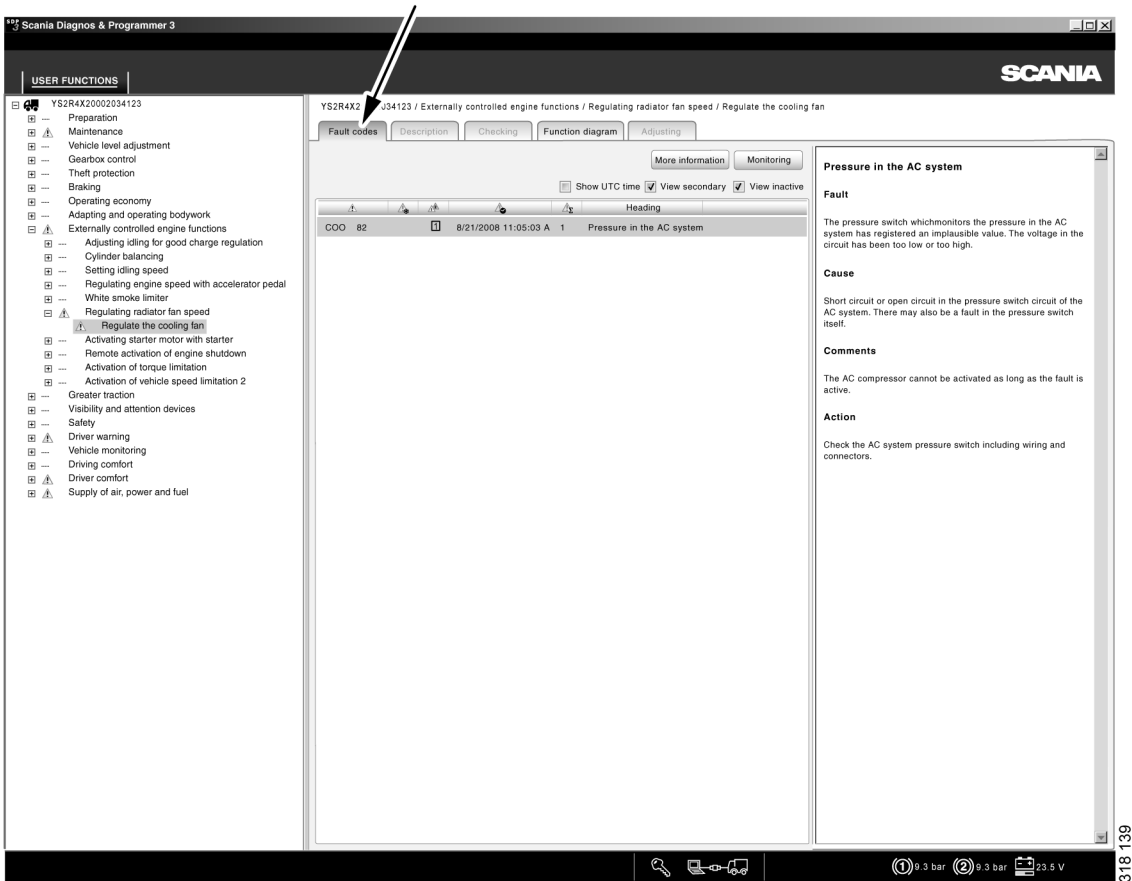 SDP 3 Scania Diagnos & Programmer 3
SCANIA
USER FUNCTIONS
YS2R4X20002034123
--- Preparation
Maintenance
--- Vehicle level adjustment
--- Gearbox control
--- Theft protection
--- Braking
--- Operating economy
--- Adapting and operating bodywork
Externally controlled engine functions
--- Adjusting idling for good charge regulation
--- Cylinder balancing
--- Setting idling speed
--- Regulating engine speed with accelerator pedal
--- White smoke limiter
Regulating radiator fan speed
Regulate the cooling fan
--- Activating starter motor with starter
--- Remote activation of engine shutdown
--- Activation of torque limitation
--- Activation of vehicle speed limitation 2
--- Greater traction
--- Visibility and attention devices
--- Safety
Driver warning
--- Vehicle monitoring
--- Driving comfort
Driver comfort
Supply of air, power and fuel
YS2R4X2 034123 / Externally controlled engine functions / Regulating radiator fan speed / Regulate the cooling fan
Fault codes Description Checking Function diagram Adjusting
More information Monitoring
Show UTC time View secondary View inactive
Σ Heading
COO 82 1 8/21/2008 11:05:03 A 1 Pressure in the AC system
Pressure in the AC system
Fault
The pressure switch whichmonitors the pressure in the AC
system has registered an implausible value. The voltage in the
circuit has been too low or too high.
Cause
Short circuit or open circuit in the pressure switch circuit of the
AC system. There may also be a fault in the pressure switch
itself.
Comments
The AC compressor cannot be activated as long as the fault is
active.
Action
Check the AC system pressure switch including wiring and
connectors.
1 9.3 bar 2 9.3 bar - + 23.5 V
318 139